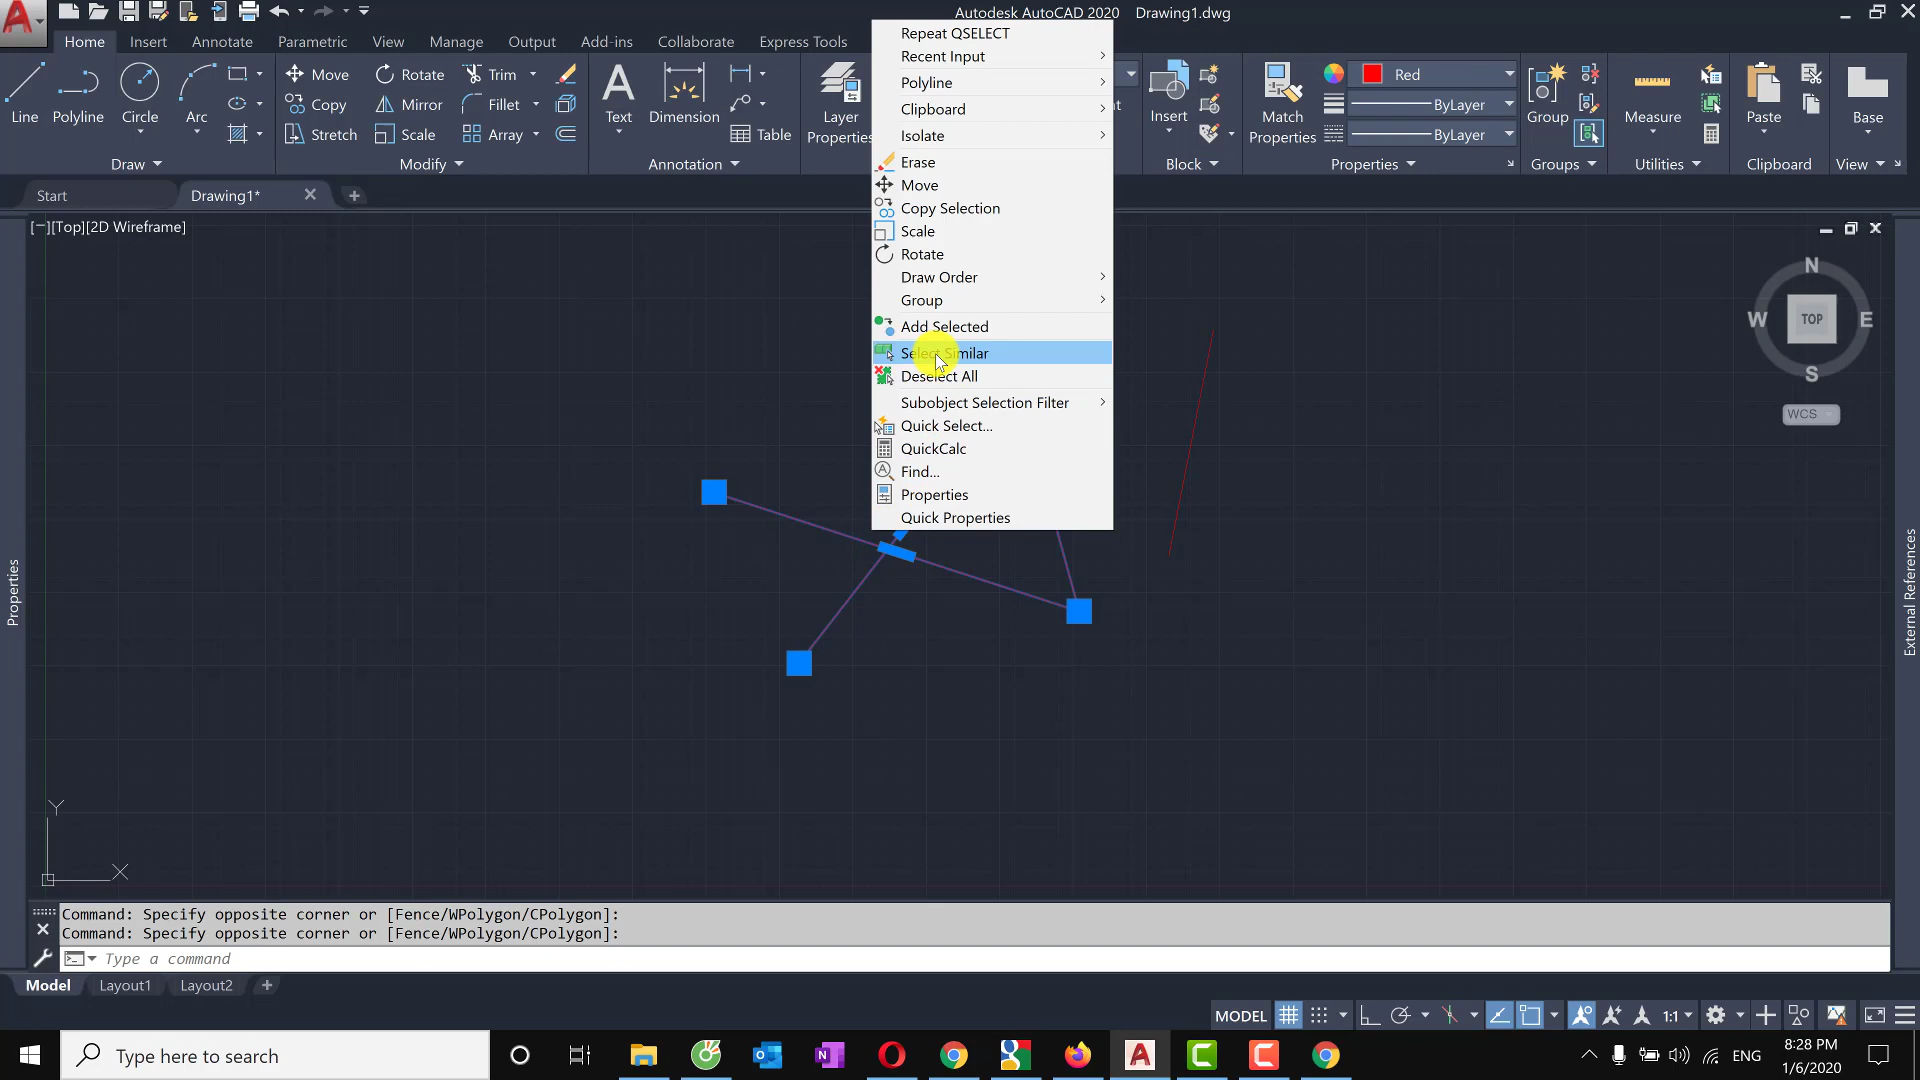 Autodesk AutoCAD 2020 Drawing1.dwg
Home Insert Annotate Parametric View Manage Output Add-ins Collaborate Express Tools
Line
Polyline
Circle
Arc
Draw
Move
Copy
Stretch
Rotate
Mirror
Scale
Trim
Fillet
Array
Modify
Text
Dimension
Table
Annotation
Layer
Properties
Insert
Block
Match
Properties
Red
ByLayer
ByLayer
Properties
Group
Groups
Measure
Utilities
Paste
Clipboard
Base
View
Start
Drawing1*
[−][Top][2D Wireframe]
Repeat QSELECT
Recent Input
Polyline
Clipboard
Isolate
Erase
Move
Copy Selection
Scale
Rotate
Draw Order
Group
Add Selected
Select Similar
Deselect All
Subobject Selection Filter
Quick Select...
QuickCalc
Find...
Properties
Quick Properties
N
W
TOP
E
S
WCS
Properties
External References
Y
X
Command: Specify opposite corner or [Fence/WPolygon/CPolygon]:
Command: Specify opposite corner or [Fence/WPolygon/CPolygon]:
Type a command
Model Layout1 Layout2
MODEL
1:1
Type here to search
ENG
8:28 PM
1/6/2020